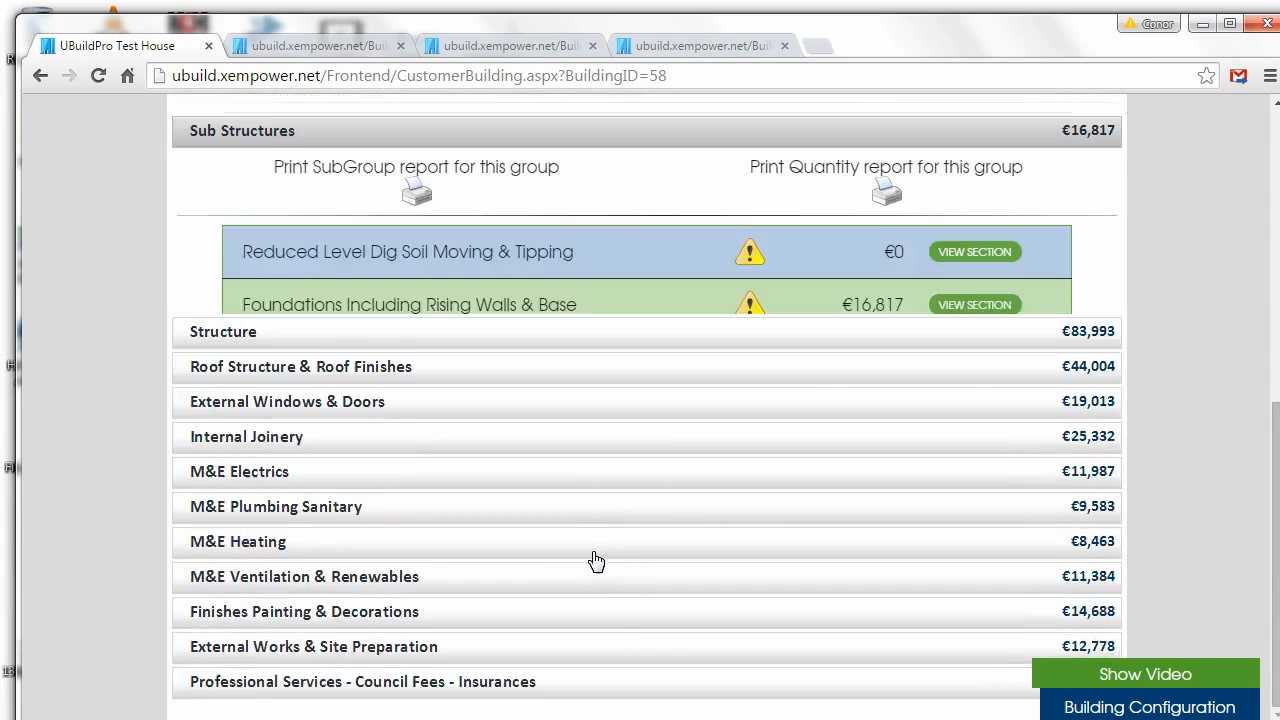 Conor
UBuildPro Test House
ubuild.xempower.net/Buil
ubuild.xempower.net/Buil
ubuild.xempower.net/Buil
ubuild.xempower.net/Frontend/CustomerBuilding.aspx?BuildingID=58
Sub Structures €16,817
Print SubGroup report for this group
Print Quantity report for this group
Reduced Level Dig Soil Moving & Tipping €0 VIEW SECTION
Foundations Including Rising Walls & Base €16,817 VIEW SECTION
Structure €83,993
Roof Structure & Roof Finishes €44,004
External Windows & Doors €19,013
Internal Joinery €25,332
M&E Electrics €11,987
M&E Plumbing Sanitary €9,583
M&E Heating €8,463
M&E Ventilation & Renewables €11,384
Finishes Painting & Decorations €14,688
External Works & Site Preparation €12,778
Professional Services - Council Fees - Insurances
Show Video
Building Configuration